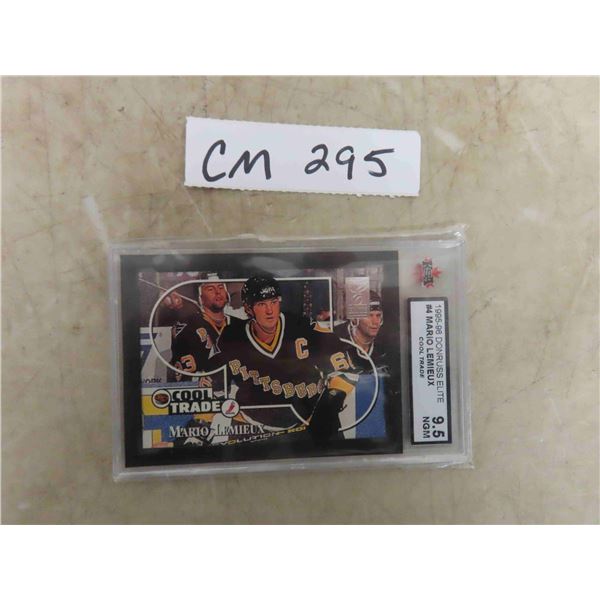 CM 295
KSA
1995-96 DONRUSS ELITE
#4 MARIO LEMIEUX
COOL TRADE
9.5
NGM
C
PITTSBURGH
COOL
TRADE
MARIO LEMIEUX